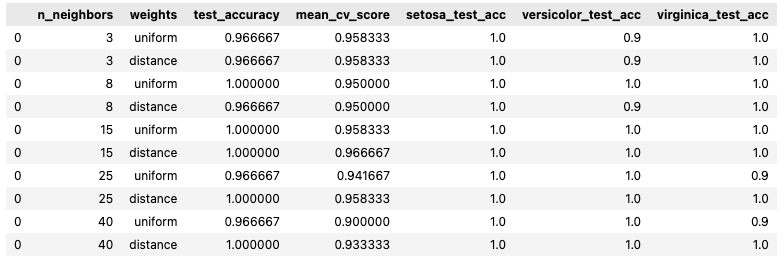 n_neighbors weights test_accuracy mean_cv_score setosa_test_acc versicolor_test_acc virginica_test_acc
0 3 uniform 0.966667 0.958333 1.0 0.9 1.0
0 3 distance 0.966667 0.958333 1.0 0.9 1.0
0 8 uniform 1.000000 0.950000 1.0 1.0 1.0
0 8 distance 0.966667 0.950000 1.0 0.9 1.0
0 15 uniform 1.000000 0.958333 1.0 1.0 1.0
0 15 distance 1.000000 0.966667 1.0 1.0 1.0
0 25 uniform 0.966667 0.941667 1.0 1.0 0.9
0 25 distance 1.000000 0.958333 1.0 1.0 1.0
0 40 uniform 0.966667 0.900000 1.0 1.0 0.9
0 40 distance 1.000000 0.933333 1.0 1.0 1.0